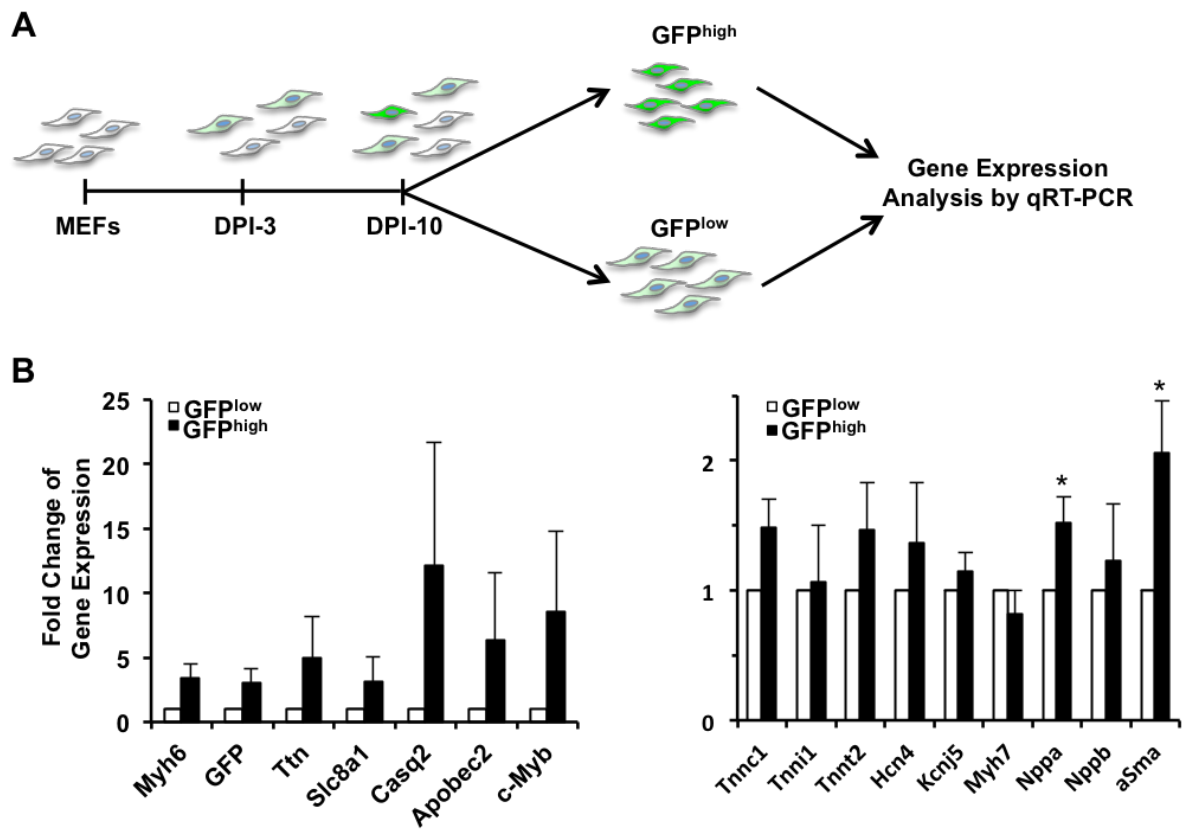 A
GFPhigh
MEFs
DPI-3
DPI-10
GFPlow
Gene Expression
Analysis by qRT-PCR
B
Fold Change of
Gene Expression
25
20
15
10
5
0
GFPlow
GFPhigh
Myh6
GFP
Ttn
Slc8a1
Casq2
Apobec2
c-Myb
2
1
0
GFPlow
GFPhigh
*
*
Tnnc1
Tnni1
Tnnt2
Hcn4
Kcnj5
Myh7
Nppa
Nppb
aSma